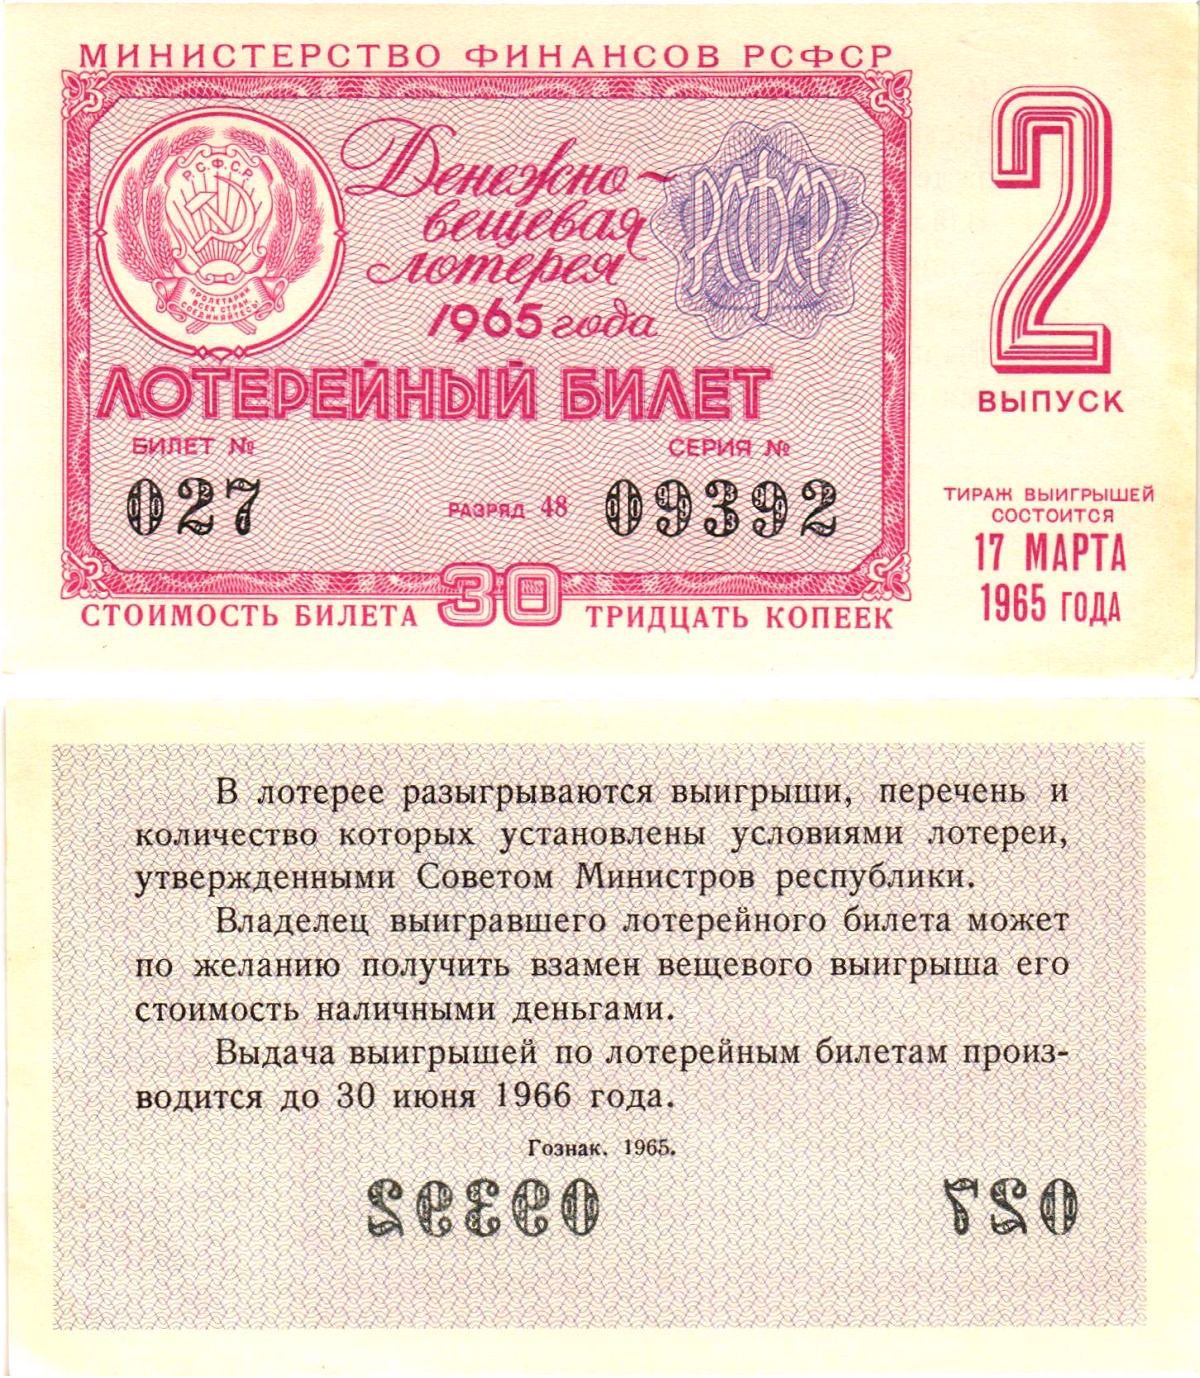 МИНИСТЕРСТВО ФИНАНСОВ РСФСР
Р.С.Ф.С.Р.
ПРОЛЕТАРИИ
ВСЕХ СТРАН,
СОЕДИНЯЙТЕСЬ!
Денежно-
вещевая
лотерея
1965 года
РСФСР
ЛОТЕРЕЙНЫЙ БИЛЕТ
БИЛЕТ № СЕРИЯ №
027 РАЗРЯД 48 09392
СТОИМОСТЬ БИЛЕТА 30 ТРИДЦАТЬ КОПЕЕК
2
ВЫПУСК
ТИРАЖ ВЫИГРЫШЕЙ
СОСТОИТСЯ
17 МАРТА
1965 ГОДА
В лотерее разыгрываются выигрыши, перечень и
количество которых установлены условиями лотереи,
утвержденными Советом Министров республики.
Владелец выигравшего лотерейного билета может
по желанию получить взамен вещевого выигрыша его
стоимость наличными деньгами.
Выдача выигрышей по лотерейным билетам произ-
водится до 30 июня 1966 года.
Гознак. 1965.
09392 027